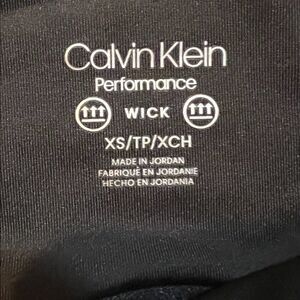 Calvin Klein
Performance
WICK
XS/TP/XCH
MADE IN JORDAN
FABRIQUÉ EN JORDANIE
HECHO EN JORDANIA